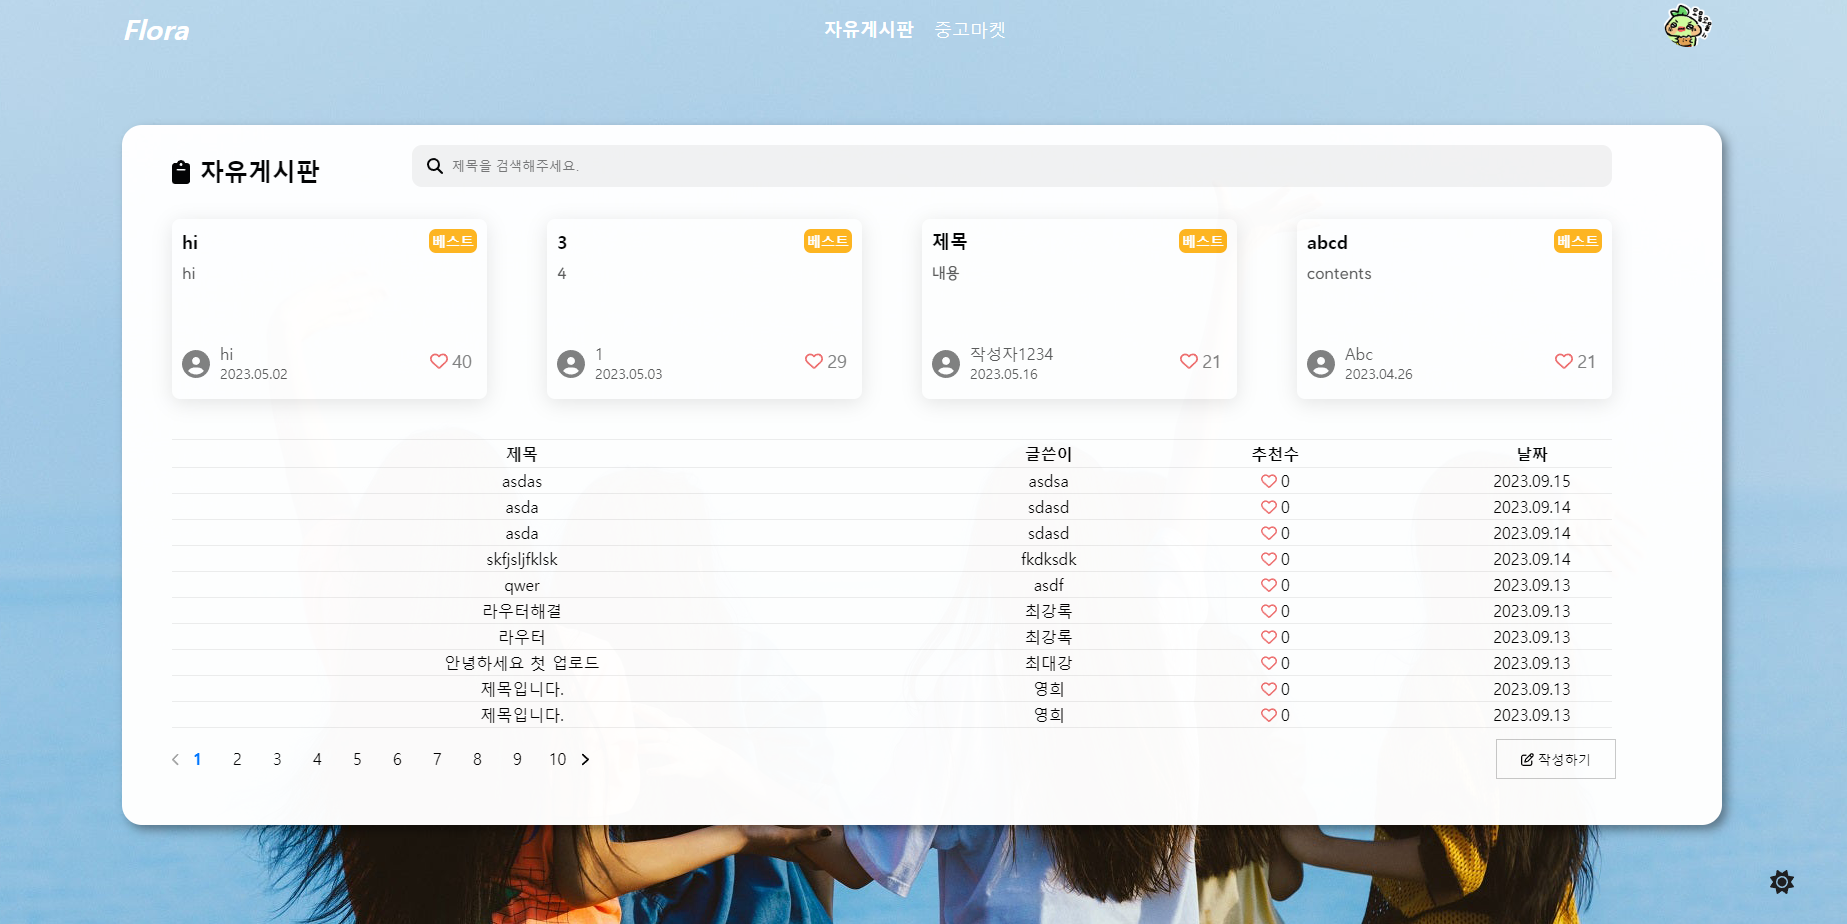 Flora
자유게시판 중고마켓
자유게시판
제목을 검색해주세요.
hi 베스트
hi
hi
2023.05.02
40
3 베스트
4
1
2023.05.03
29
제목 베스트
내용
작성자1234
2023.05.16
21
abcd 베스트
contents
Abc
2023.04.26
21
제목 글쓴이 추천수 날짜
asdas asdsa 0 2023.09.15
asda sdasd 0 2023.09.14
asda sdasd 0 2023.09.14
skfjsljfklsk fkdksdk 0 2023.09.14
qwer asdf 0 2023.09.13
라우터해결 최강록 0 2023.09.13
라우터 최강록 0 2023.09.13
안녕하세요 첫 업로드 최대강 0 2023.09.13
제목입니다. 영희 0 2023.09.13
제목입니다. 영희 0 2023.09.13
1 2 3 4 5 6 7 8 9 10
작성하기